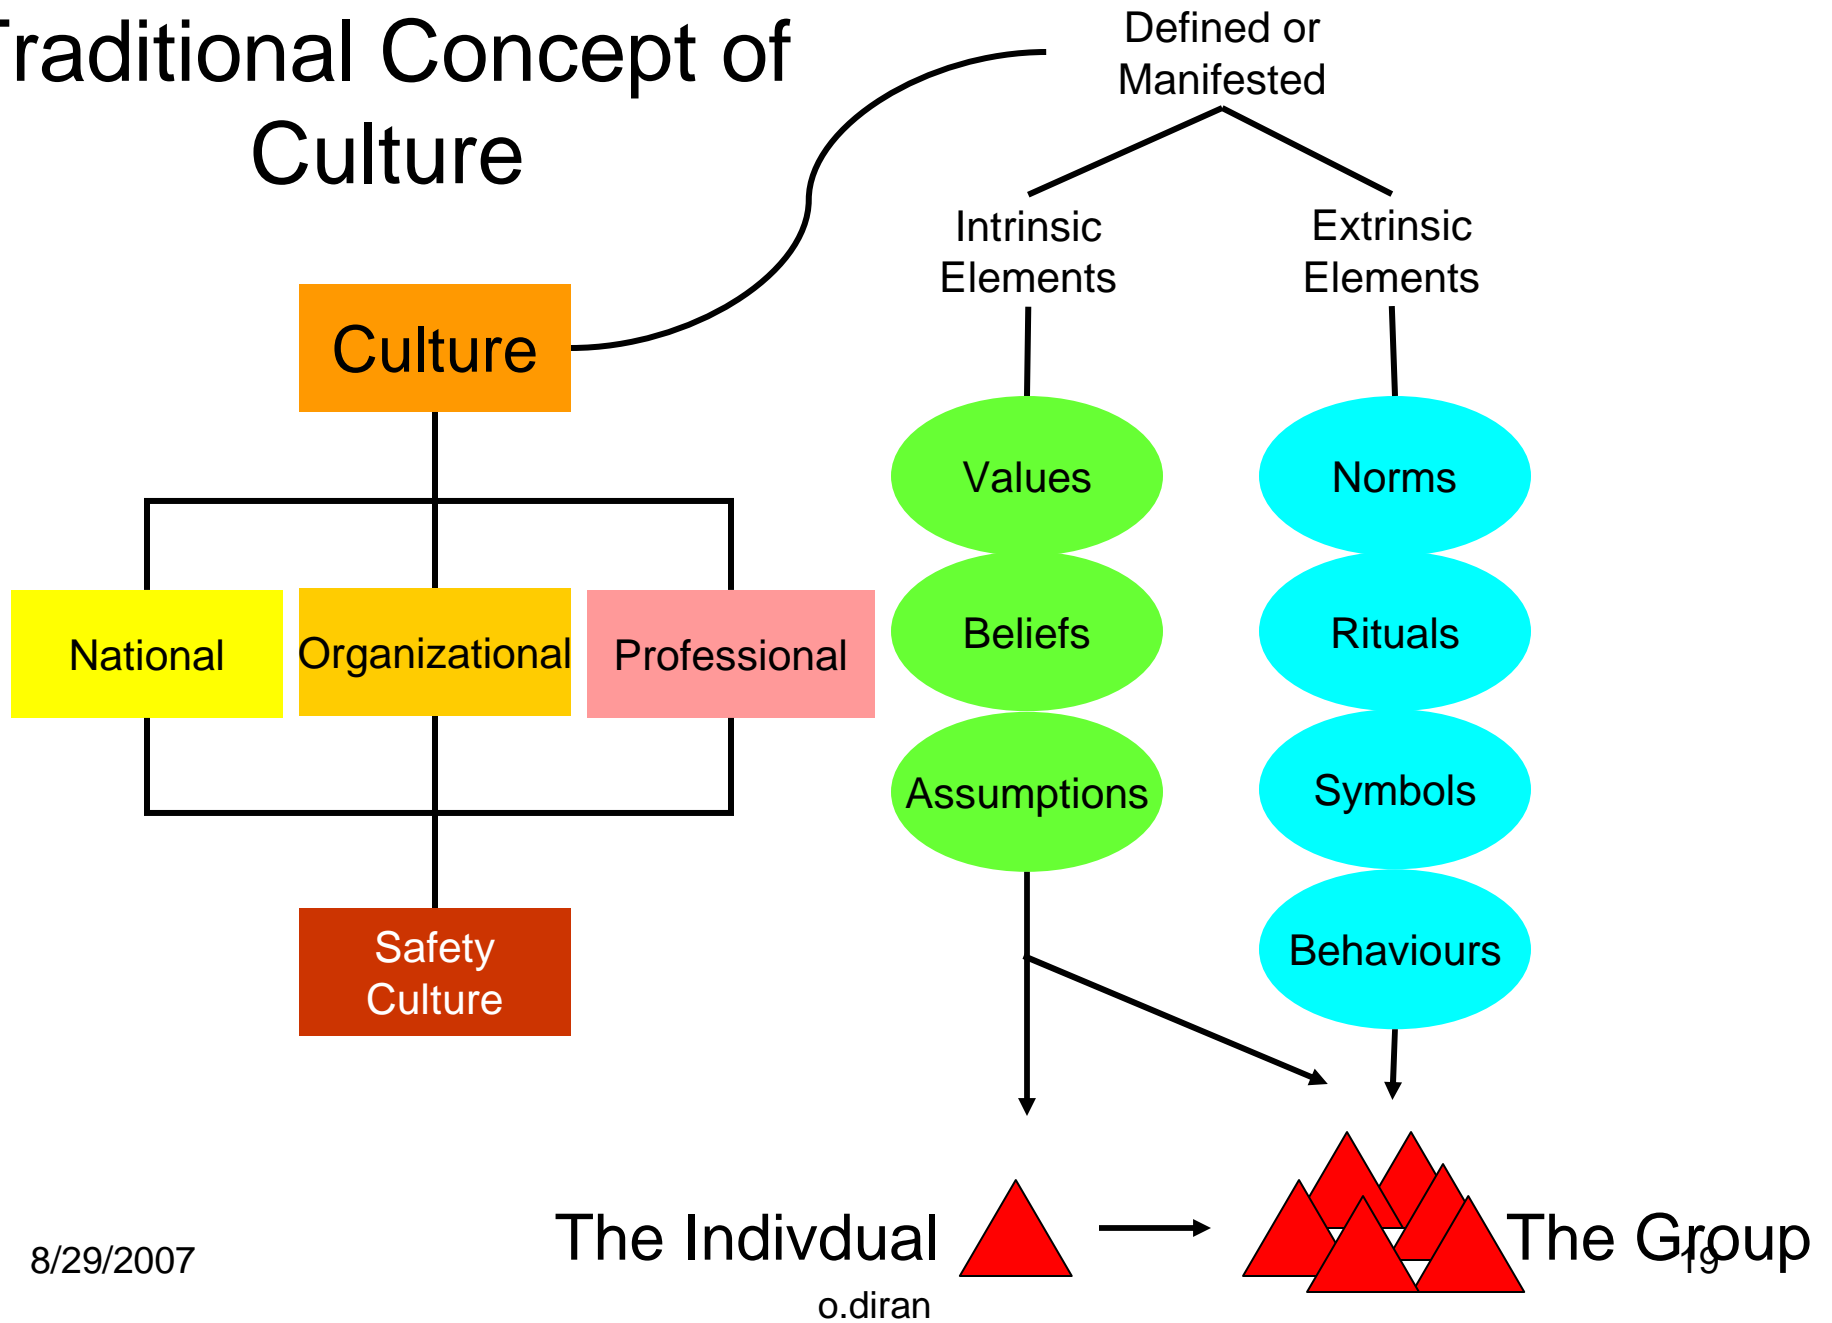 Traditional Concept of
Culture
Defined or
Manifested
Intrinsic
Elements
Extrinsic
Elements
Culture
National
Organizational
Professional
Safety
Culture
Values
Beliefs
Assumptions
Norms
Rituals
Symbols
Behaviours
The Indivdual
The Group
8/29/2007
o.diran
19